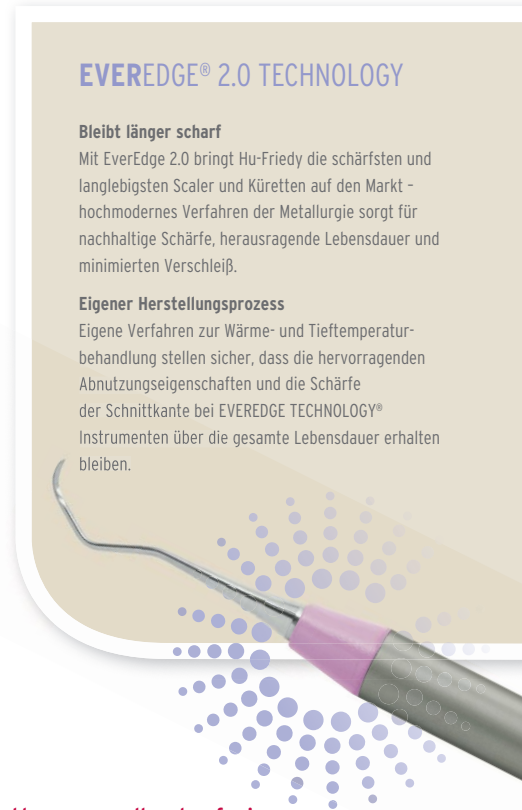 EVEREDGE® 2.0 TECHNOLOGY
Bleibt länger scharf
Mit EverEdge 2.0 bringt Hu-Friedy die schärfsten und
langlebigsten Scaler und Küretten auf den Markt –
hochmodernes Verfahren der Metallurgie sorgt für
nachhaltige Schärfe, herausragende Lebensdauer und
minimierten Verschleiß.
Eigener Herstellungsprozess
Eigene Verfahren zur Wärme- und Tieftemperatur-
behandlung stellen sicher, dass die hervorragenden
Abnutzungseigenschaften und die Schärfe
der Schnittkante bei EVEREDGE TECHNOLOGY®
Instrumenten über die gesamte Lebensdauer erhalten
bleiben.